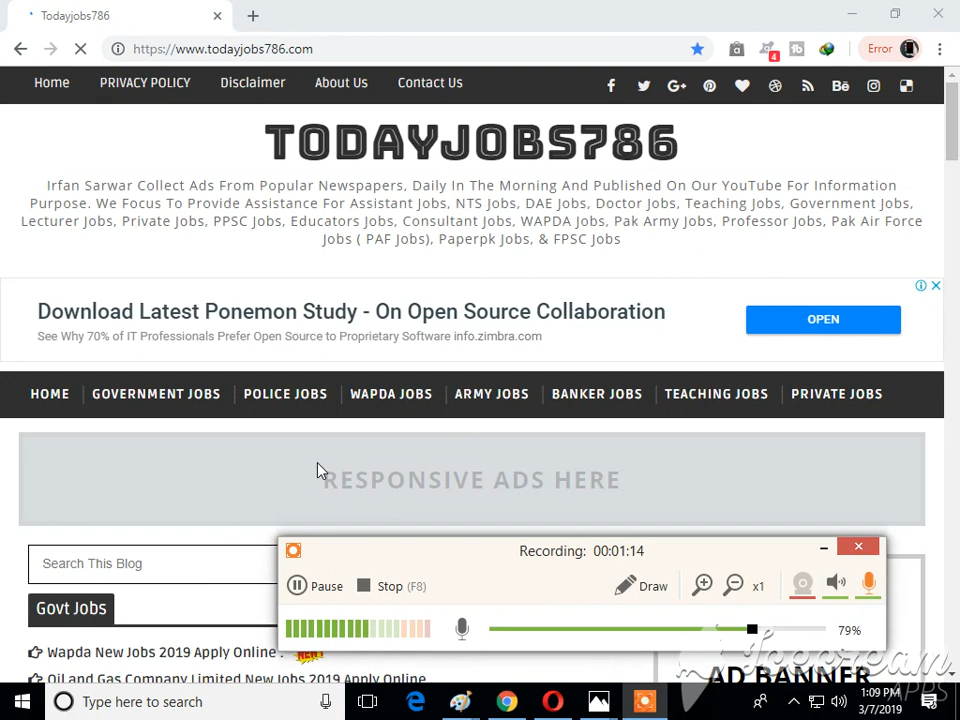 Todayjobs786
https://www.todayjobs786.com
4
Error
Home PRIVACY POLICY Disclaimer About Us Contact Us
TODAYJOBS786
Irfan Sarwar Collect Ads From Popular Newspapers, Daily In The Morning And Published On Our YouTube For Information
Purpose. We Focus To Provide Assistance For Assistant Jobs, NTS Jobs, DAE Jobs, Doctor Jobs, Teaching Jobs, Government Jobs,
Lecturer Jobs, Private Jobs, PPSC Jobs, Educators Jobs, Consultant Jobs, WAPDA Jobs, Pak Army Jobs, Professor Jobs, Pak Air Force
Jobs ( PAF Jobs), Paperpk Jobs, & FPSC Jobs
Download Latest Ponemon Study - On Open Source Collaboration
See Why 70% of IT Professionals Prefer Open Source to Proprietary Software info.zimbra.com
OPEN
HOME GOVERNMENT JOBS POLICE JOBS WAPDA JOBS ARMY JOBS BANKER JOBS TEACHING JOBS PRIVATE JOBS
RESPONSIVE ADS HERE
Search This Blog
Recording: 00:01:14
Pause Stop (F8) Draw x1
79%
Govt Jobs
Wapda New Jobs 2019 Apply Online : NEW!
Oil and Gas Company Limited New Jobs 2019 Apply Online
AD BANNER
Icecream
APPS
Type here to search
1:09 PM
3/7/2019